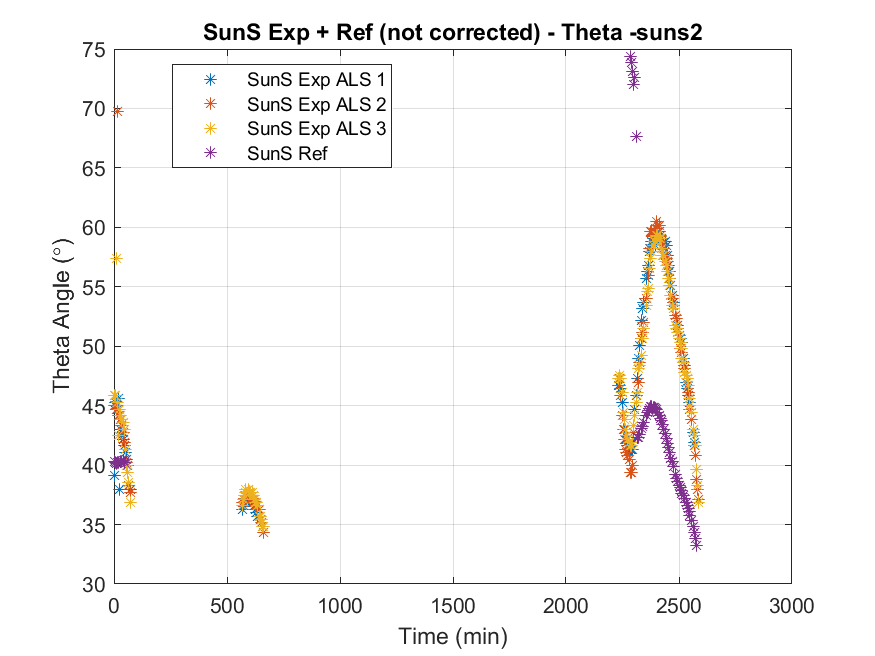 SunS Exp + Ref (not corrected) - Theta -suns2
SunS Exp ALS 1
SunS Exp ALS 2
SunS Exp ALS 3
SunS Ref
Theta Angle (°)
75
70
65
60
55
50
45
40
35
30
0 500 1000 1500 2000 2500 3000
Time (min)